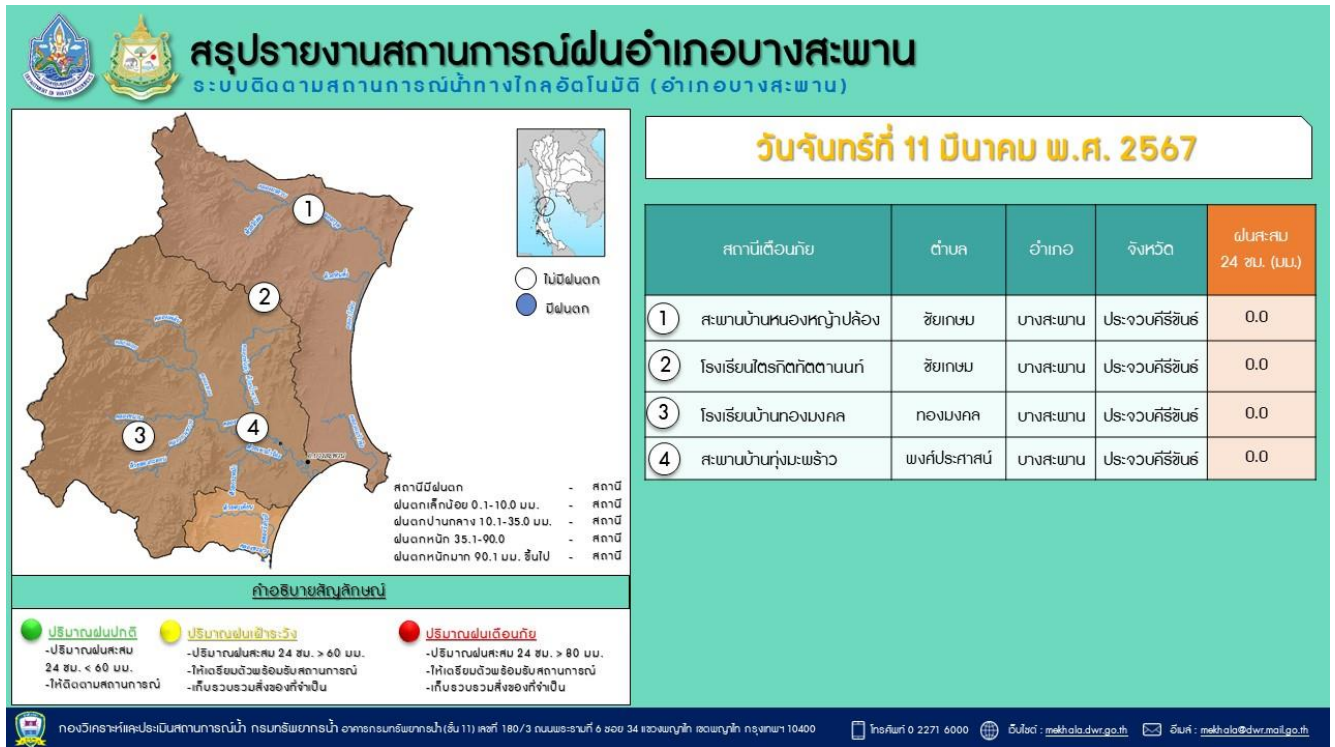 สรุปรายงานสถานการณ์ฝนอำเภอบางสะพาน
ระบบติดตามสถานการณ์น้ำทางไกลอัตโนมัติ (อำเภอบางสะพาน)
วันจันทร์ที่ 11 มีนาคม พ.ศ. 2567
1
2
3
4
ไม่มีฝนตก
มีฝนตก
สถานีมีฝนตก - สถานี
ฝนตกเล็กน้อย 0.1-10.0 มม. - สถานี
ฝนตกปานกลาง 10.1-35.0 มม. - สถานี
ฝนตกหนัก 35.1-90.0 - สถานี
ฝนตกหนักมาก 90.1 มม. ขึ้นไป - สถานี
สถานีเตือนภัย ตำบล อำเภอ จังหวัด ฝนสะสม
24 ชม. (มม.)
1 สะพานบ้านหนองหญ้าปล้อง ชัยเกษม บางสะพาน ประจวบคีรีขันธ์ 0.0
2 โรงเรียนไตรกิตทัตตานนท์ ชัยเกษม บางสะพาน ประจวบคีรีขันธ์ 0.0
3 โรงเรียนบ้านทองมงคล ทองมงคล บางสะพาน ประจวบคีรีขันธ์ 0.0
4 สะพานบ้านทุ่งมะพร้าว พงศ์ประศาสน์ บางสะพาน ประจวบคีรีขันธ์ 0.0
คำอธิบายสัญลักษณ์
ปริมาณฝนปกติ
-ปริมาณฝนสะสม
24 ชม. < 60 มม.
-ให้ติดตามสถานการณ์
ปริมาณฝนเฝ้าระวัง
-ปริมาณฝนสะสม 24 ชม. > 60 มม.
-ให้เตรียมตัวพร้อมรับสถานการณ์
-เก็บรวบรวมสิ่งของที่จำเป็น
ปริมาณฝนเตือนภัย
-ปริมาณฝนสะสม 24 ชม. > 80 มม.
-ให้เตรียมตัวพร้อมรับสถานการณ์
-เก็บรวบรวมสิ่งของที่จำเป็น
กองวิเคราะห์และประเมินสถานการณ์น้ำ กรมทรัพยากรน้ำ อาคารกรมทรัพยากรน้ำ (ชั้น 11) เลขที่ 180/3 ถนนพระรามที่ 6 ซอย 34 แขวงพญาไท เขตพญาไท กรุงเทพฯ 10400 โทรศัพท์ 0 2271 6000 เว็บไซต์ : mekhala.dwr.go.th อีเมล์ : mekhala@dwr.mail.go.th